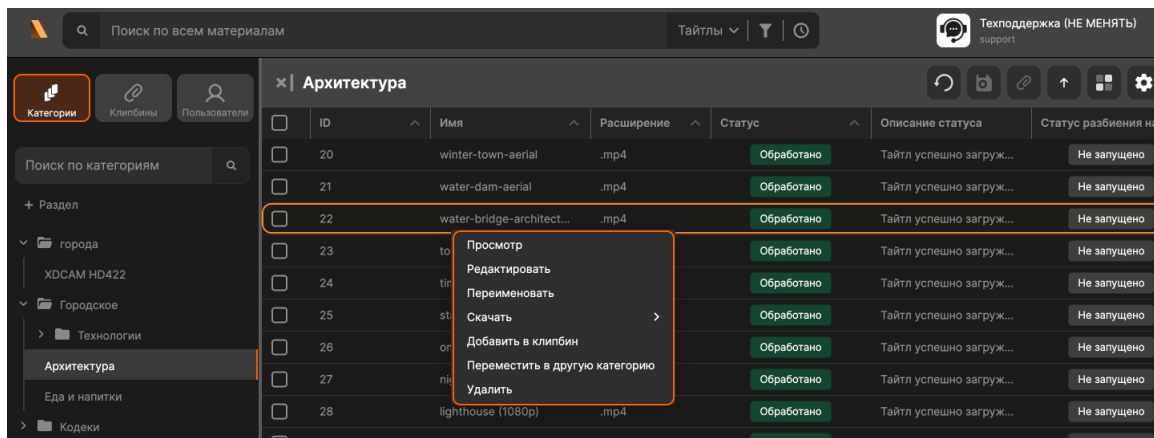 Поиск по всем материалам
Тайтлы
Техподдержка (НЕ МЕНЯТЬ)
support
Категории
Клипбины
Пользователи
Архитектура
ID Имя Расширение Статус Описание статуса Статус разбиения на
Поиск по категориям
+ Раздел
города
XDCAM HD422
Городское
Технологии
Архитектура
Еда и напитки
Кодеки
20 winter-town-aerial .mp4 Обработано Тайтл успешно загруж... Не запущено
21 water-dam-aerial .mp4 Обработано Тайтл успешно загруж... Не запущено
22 water-bridge-architect... .mp4 Обработано Тайтл успешно загруж... Не запущено
23 Обработано Тайтл успешно загруж... Не запущено
24 Обработано Тайтл успешно загруж... Не запущено
25 Обработано Тайтл успешно загруж... Не запущено
26 Обработано Тайтл успешно загруж... Не запущено
27 Обработано Тайтл успешно загруж... Не запущено
28 lighthouse (1080p) .mp4 Обработано Тайтл успешно загруж... Не запущено
Просмотр
Редактировать
Переименовать
Скачать
Добавить в клипбин
Переместить в другую категорию
Удалить